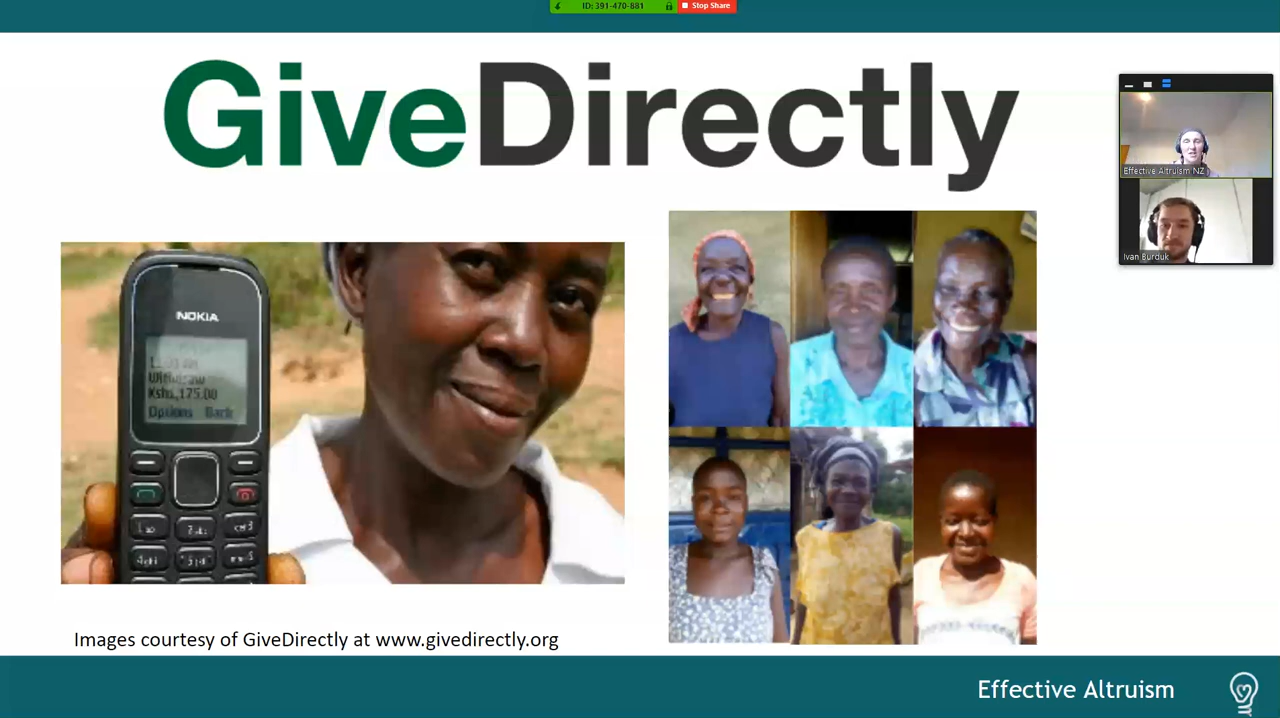 ID: 391-470-881
Stop Share
GiveDirectly
Effective Altruism NZ
Ivan Burduk
NOKIA
Withdraw
Kshs,175.00
Options Back
Images courtesy of GiveDirectly at www.givedirectly.org
Effective Altruism